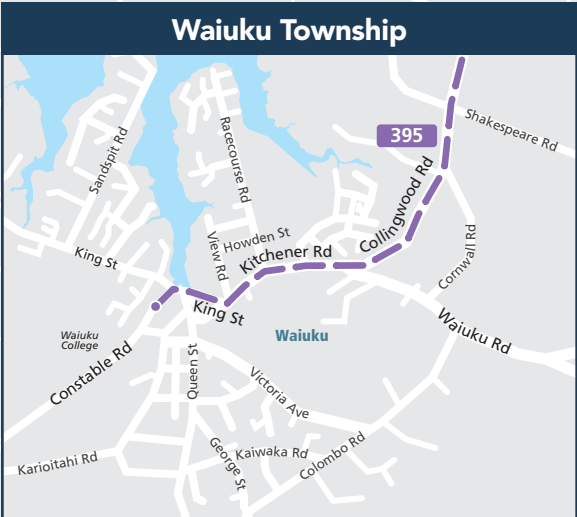 Waiuku Township
395
Shakespeare Rd
Racecourse Rd
Sandspit Rd
Collingwood Rd
Howden St
View Rd
Kitchener Rd
Cornwall Rd
King St
King St
Waiuku Rd
Waiuku
Waiuku
College
Constable Rd
Queen St
Victoria Ave
George St
Kaiwaka Rd
Colombo Rd
Karioitahi Rd